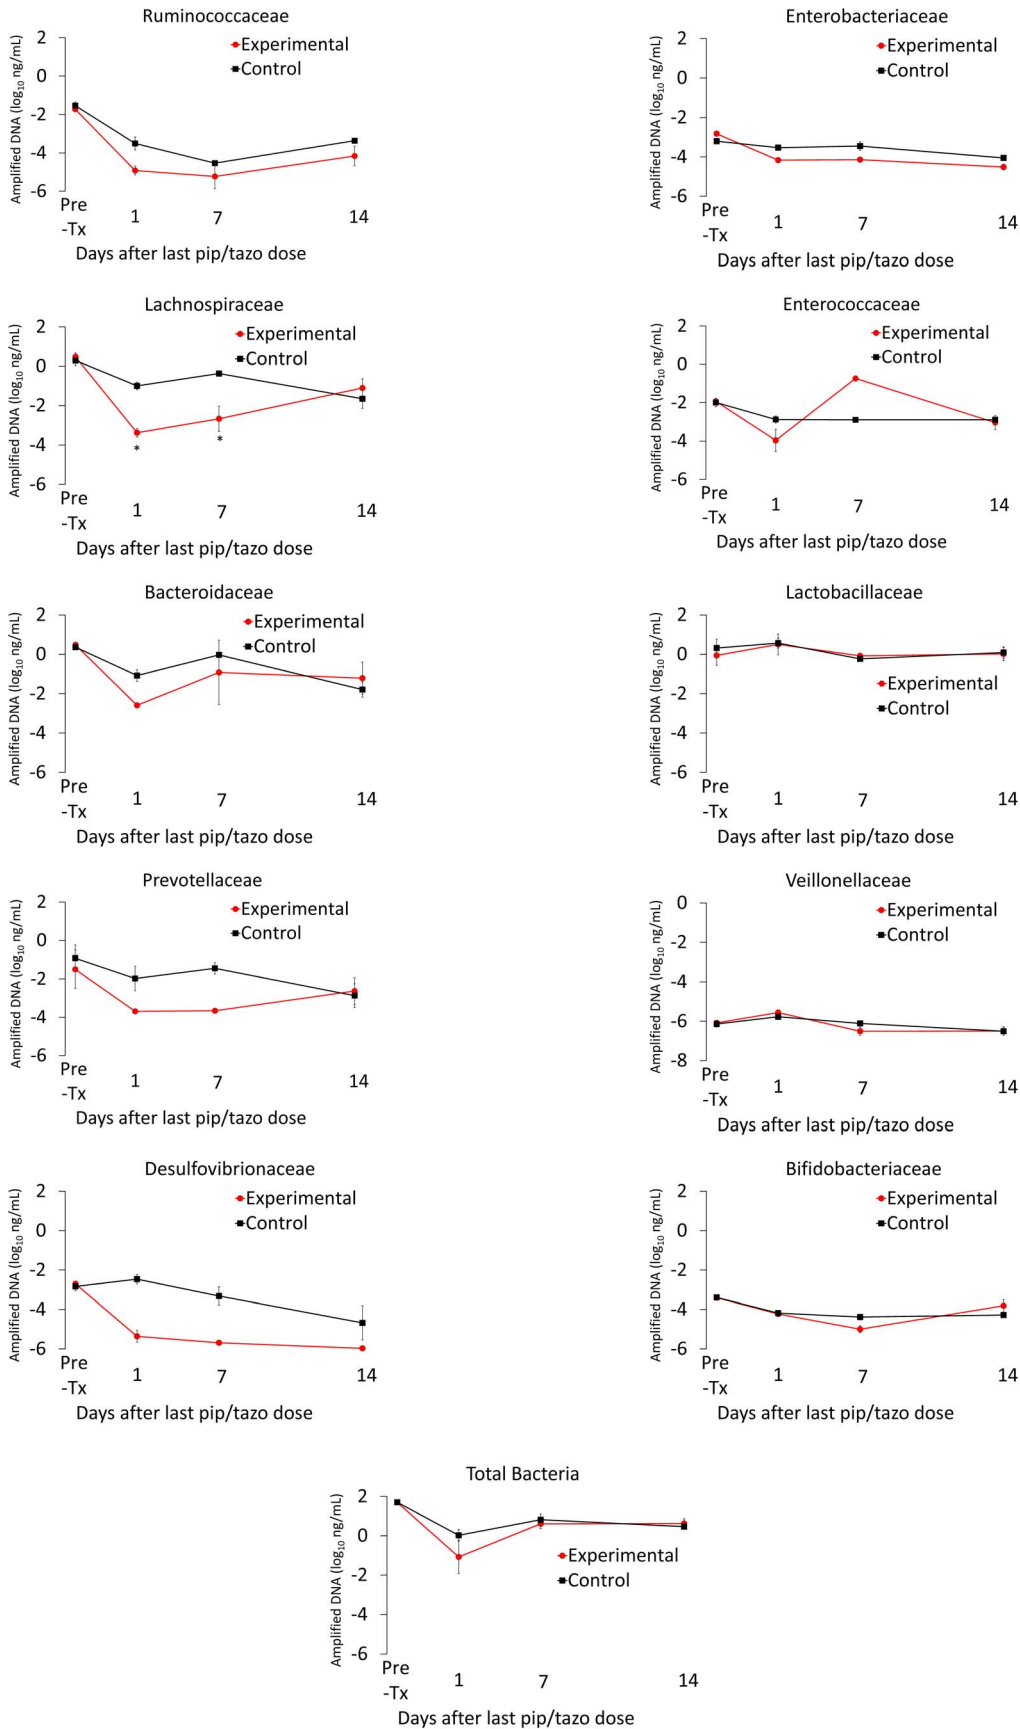 Ruminococcaceae
Amplified DNA (log10 ng/mL)
2
0
-2
-4
-6
Experimental
Control
Pre
-Tx
1
7
14
Days after last pip/tazo dose
Enterobacteriaceae
Amplified DNA (log10 ng/mL)
2
0
-2
-4
-6
Experimental
Control
Pre
-Tx
1
7
14
Days after last pip/tazo dose
Lachnospiraceae
Amplified DNA (log10 ng/mL)
2
0
-2
-4
-6
Experimental
Control
*
*
Pre
-Tx
1
7
14
Days after last pip/tazo dose
Enterococcaceae
Amplified DNA (log10 ng/mL)
2
0
-2
-4
-6
Experimental
Control
Pre
-Tx
1
7
14
Days after last pip/tazo dose
Bacteroidaceae
Amplified DNA (log10 ng/mL)
2
0
-2
-4
-6
Experimental
Control
Pre
-Tx
1
7
14
Days after last pip/tazo dose
Lactobacillaceae
Amplified DNA (log10 ng/mL)
2
0
-2
-4
-6
Experimental
Control
Pre
-Tx
1
7
14
Days after last pip/tazo dose
Prevotellaceae
Amplified DNA (log10 ng/mL)
2
0
-2
-4
-6
Experimental
Control
Pre
-Tx
1
7
14
Days after last pip/tazo dose
Veillonellaceae
Amplified DNA (log10 ng/mL)
-0
-2
-4
-6
-8
Experimental
Control
Pre
-Tx
1
7
14
Days after last pip/tazo dose
Desulfovibrionaceae
Amplified DNA (log10 ng/mL)
2
0
-2
-4
-6
Experimental
Control
Pre
-Tx
1
7
14
Days after last pip/tazo dose
Bifidobacteriaceae
Amplified DNA (log10 ng/mL)
2
0
-2
-4
-6
Experimental
Control
Pre
-Tx
1
7
14
Days after last pip/tazo dose
Total Bacteria
Amplified DNA (log10 ng/mL)
2
0
-2
-4
-6
Experimental
Control
Pre
-Tx
1
7
14
Days after last pip/tazo dose